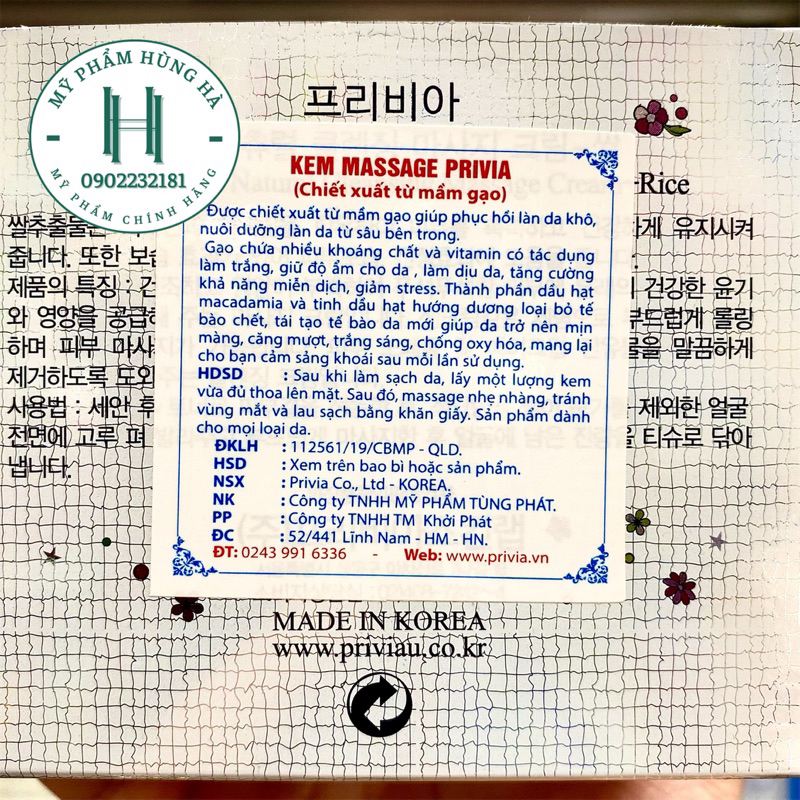 MỸ PHẨM HÙNG HÀ
H
0902232181
MỸ PHẨM CHÍNH HÃNG
프리비아
Rice
KEM MASSAGE PRIVIA
(Chiết xuất từ mầm gạo)
Được chiết xuất từ mầm gạo giúp phục hồi làn da khô,
nuôi dưỡng làn da từ sâu bên trong.
Gạo chứa nhiều khoáng chất và vitamin có tác dụng
làm trắng, giữ độ ẩm cho da , làm dịu da, tăng cường
khả năng miễn dịch, giảm stress. Thành phần dầu hạt
macadamia và tinh dầu hạt hướng dương loại bỏ tế
bào chết, tái tạo tế bào da mới giúp da trở nên mịn
màng, căng mượt, trắng sáng, chống oxy hóa, mang lại
cho bạn cảm sảng khoái sau mỗi lần sử dụng.
HDSD : Sau khi làm sạch da, lấy một lượng kem
vừa đủ thoa lên mặt. Sau đó, massage nhẹ nhàng, tránh
vùng mắt và lau sạch bằng khăn giấy. Sản phẩm dành
cho mọi loại da.
ĐKLH : 112561/19/CBMP - QLD.
HSD : Xem trên bao bì hoặc sản phẩm.
NSX : Privia Co., Ltd - KOREA.
NK : Công ty TNHH MỸ PHẨM TÙNG PHÁT.
PP : Công ty TNHH TM Khởi Phát
ĐC : 52/441 Lĩnh Nam - HM - HN.
ĐT: 0243 991 6336 - Web: www.privia.vn
쌀추출물은
하게 유지시켜
줍니다. 또한 보습
제품의 특징 : 건
건강한 윤기
와 영양을 공급하
부드럽게 롤링
하며 피부 마사지
물을 말끔하게
제거하도록 도와
사용법 : 세안 후
제외한 얼굴
전면에 고루 펴
티슈로 닦아
냅니다.
MADE IN KOREA
www.priviau.co.kr